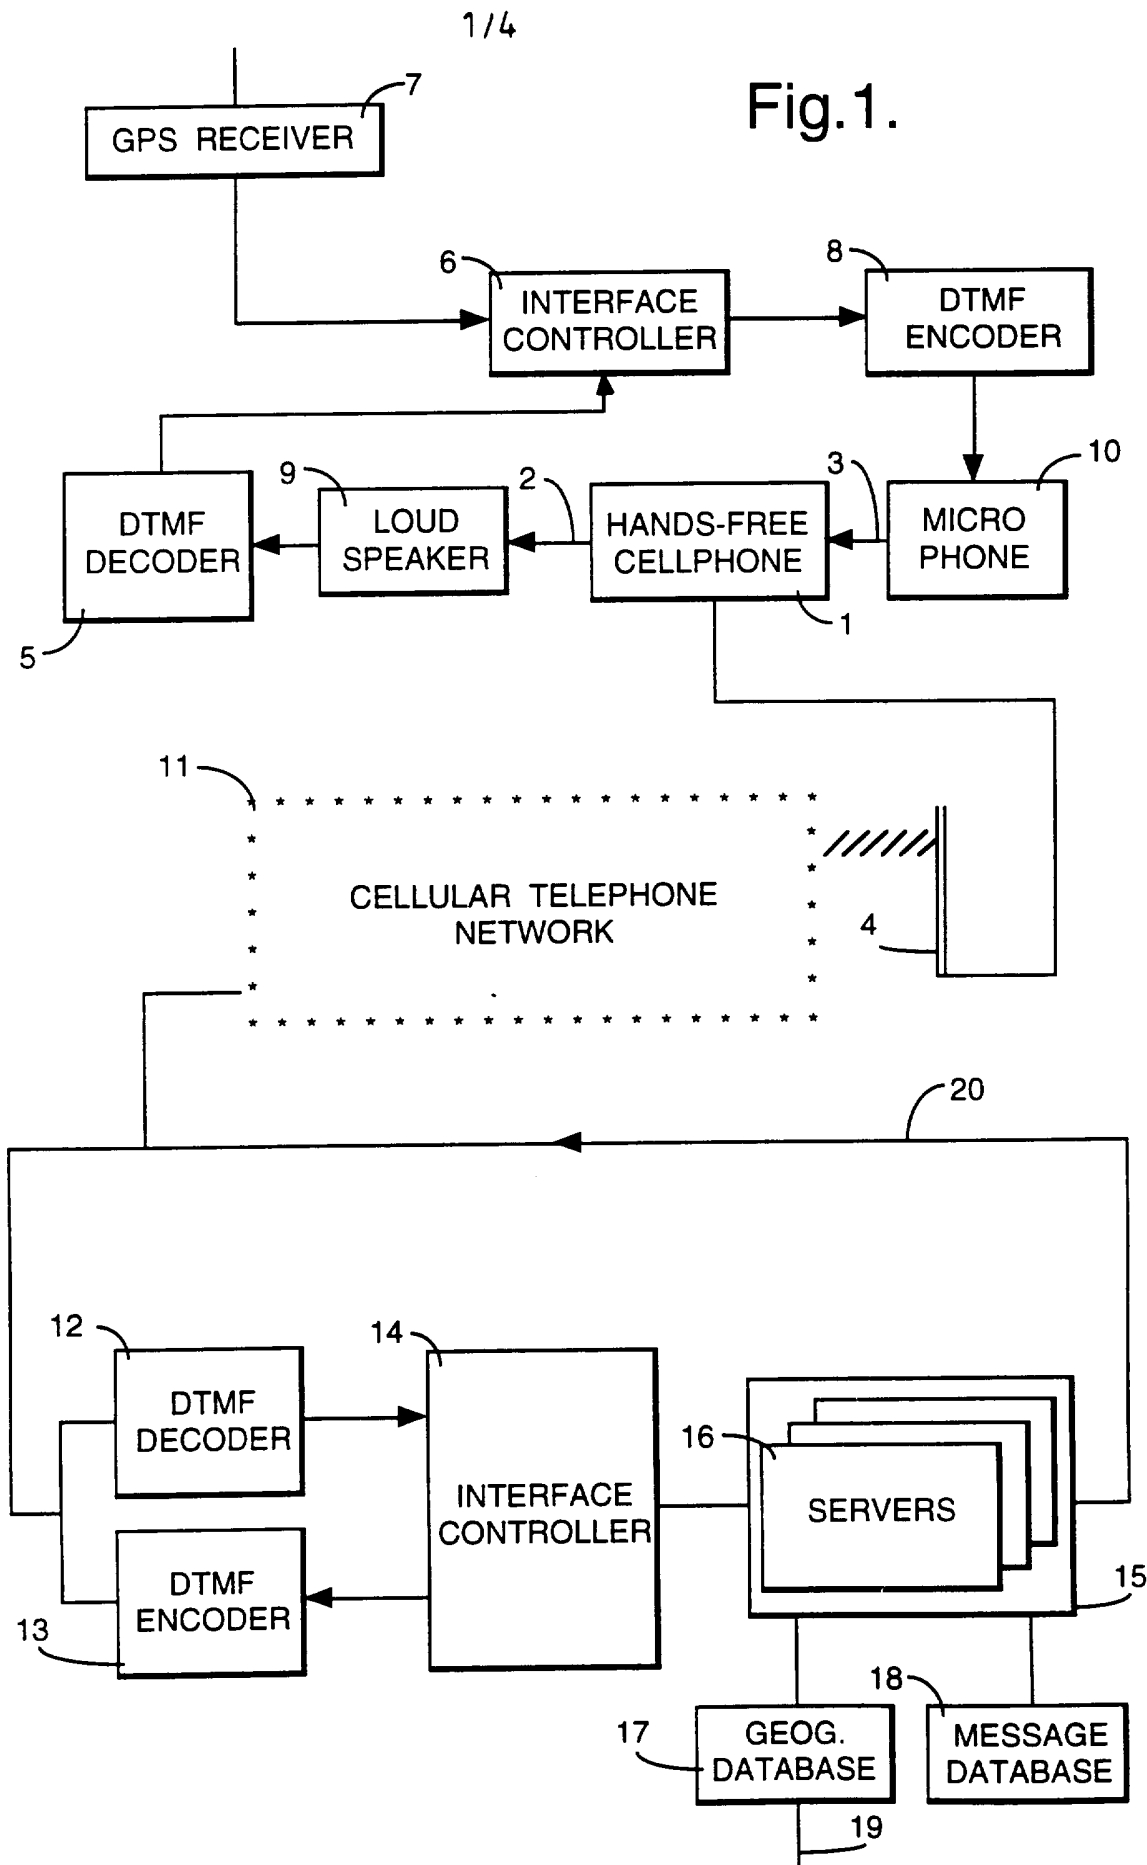 1/4
Fig.1.
7
GPS RECEIVER
6
INTERFACE
CONTROLLER
8
DTMF
ENCODER
5
DTMF
DECODER
9
LOUD
SPEAKER
2
HANDS-FREE
CELLPHONE
1
3
10
MICRO
PHONE
11
CELLULAR TELEPHONE
NETWORK
4
20
12
DTMF
DECODER
13
DTMF
ENCODER
14
INTERFACE
CONTROLLER
16
SERVERS
15
17
GEOG.
DATABASE
18
MESSAGE
DATABASE
19